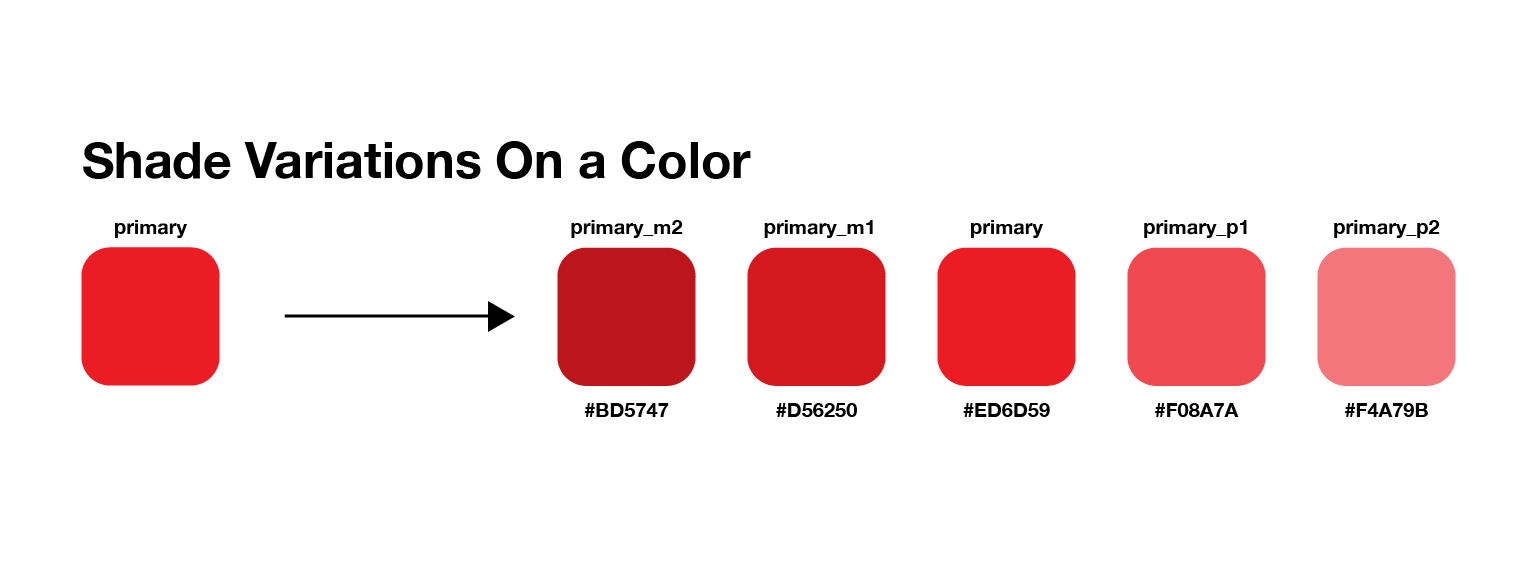 Shade Variations On a Color
primary
primary_m2
primary_m1
primary
primary_p1
primary_p2
#BD5747
#D56250
#ED6D59
#F08A7A
#F4A79B